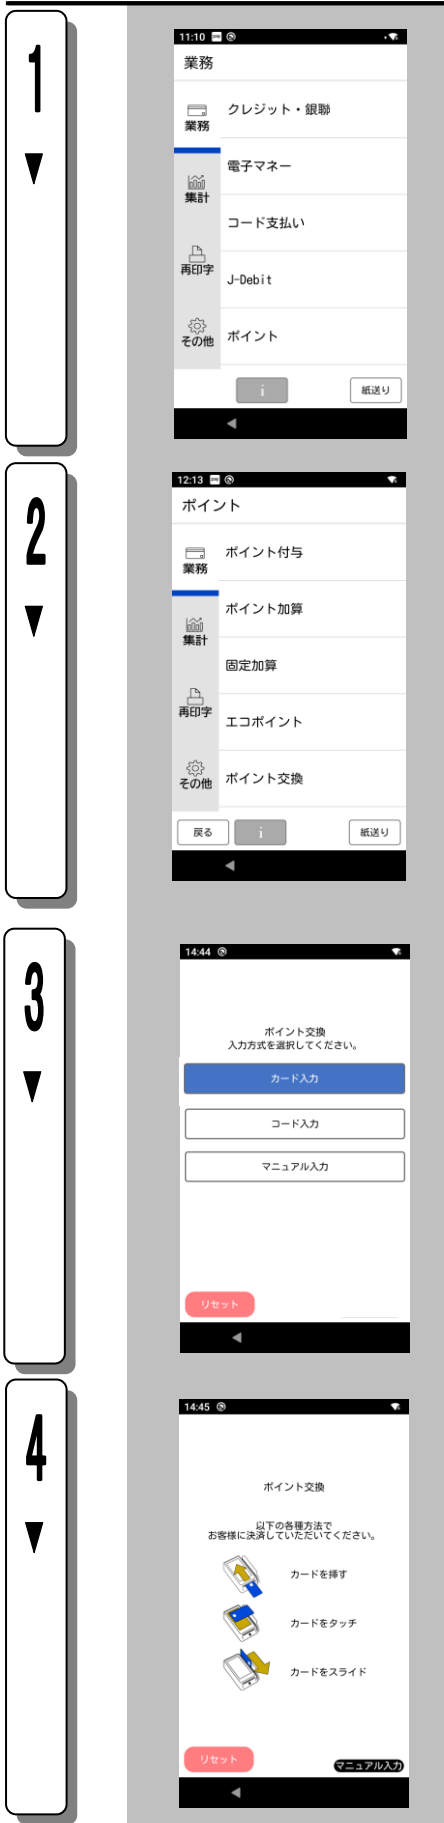 1
▼
11:10
業務
業務
クレジット・銀聯
電子マネー
集計
コード支払い
再印字
J-Debit
その他
ポイント
i
紙送り
2
▼
12:13
ポイント
業務
ポイント付与
ポイント加算
集計
固定加算
再印字
エコポイント
その他
ポイント交換
戻る
i
紙送り
3
▼
14:44
ポイント交換
入力方式を選択してください。
カード入力
コード入力
マニュアル入力
リセット
4
▼
14:45
ポイント交換
以下の各種方法で
お客様に決済していただいてください。
カードを挿す
カードをタッチ
カードをスライド
リセット
マニュアル入力